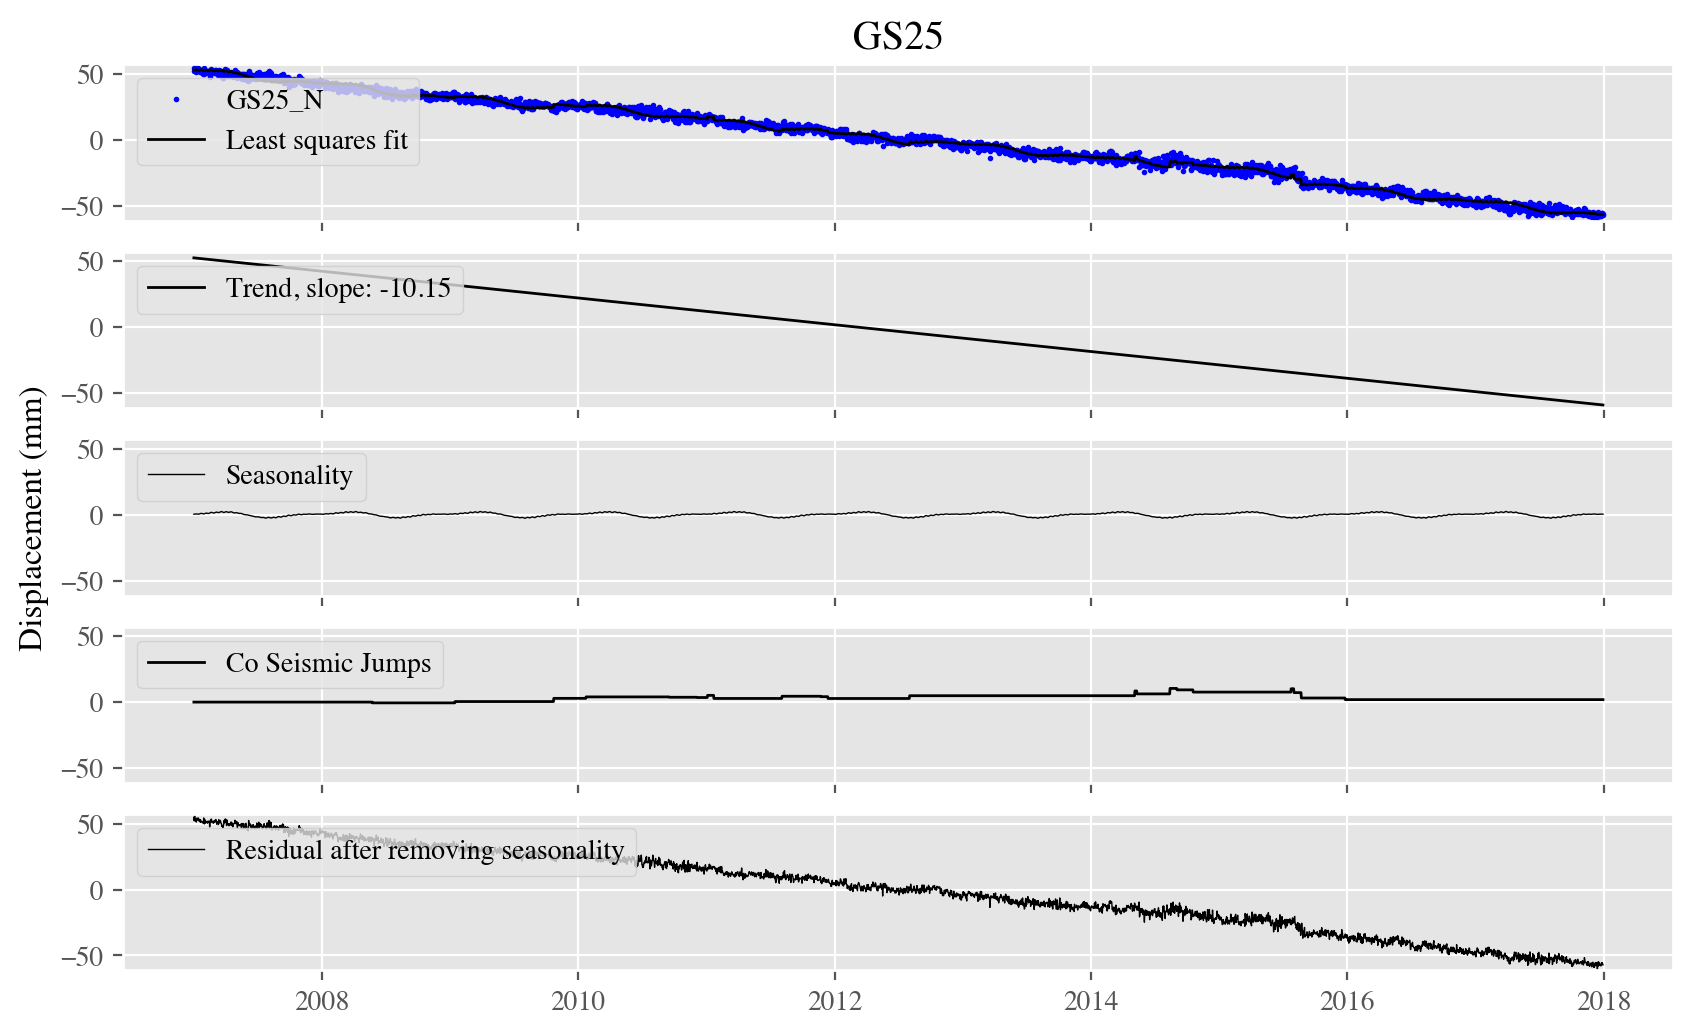 GS25
50
0
−50
GS25_N
Least squares fit
50
0
−50
Trend, slope: -10.15
Displacement (mm)
50
0
−50
Seasonality
50
0
−50
Co Seismic Jumps
50
0
−50
Residual after removing seasonality
2008 2010 2012 2014 2016 2018